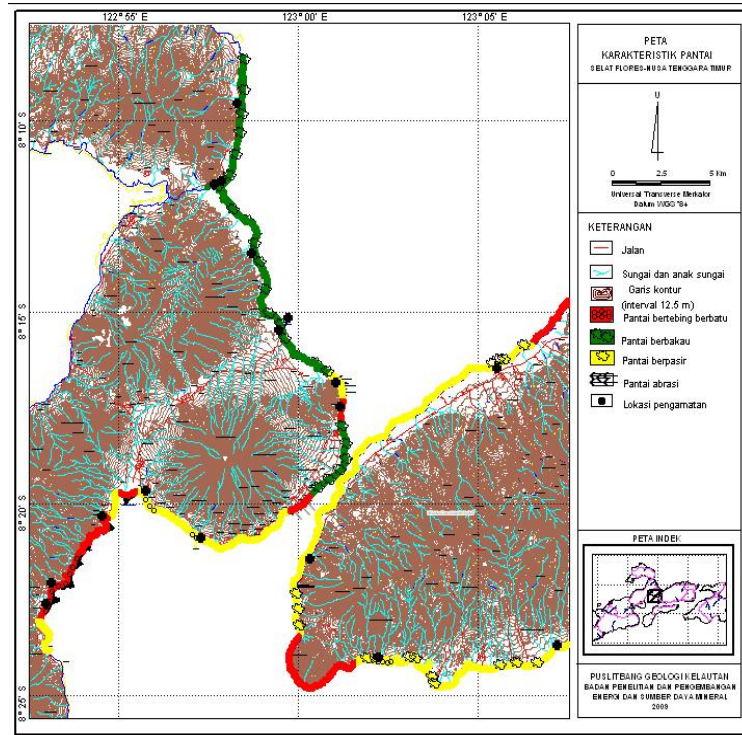 122°55' E 123°00' E 123°05' E
8°10' S
8°15' S
8°20' S
8°25' S
PETA
KARAKTERISTIK PANTAI
SELAT FLORES-NUSA TENGGARA TIMUR
U
0 2.5 5 Km
Universal Transverse Merkator
Datum WGS '84
KETERANGAN
Jalan
Sungai dan anak sungai
Garis kontur
(interval 12.5 m)
Pantai bertebing berbatu
Pantai berbakau
Pantai berpasir
Pantai abrasi
Lokasi pengamatan
PETA INDEK
PUSLITBANG GEOLOGI KELAUTAN
BADAN PENELITIAN DAN PENGEMBANGAN
ENERGI DAN SUMBER DAYA MINERAL
2009